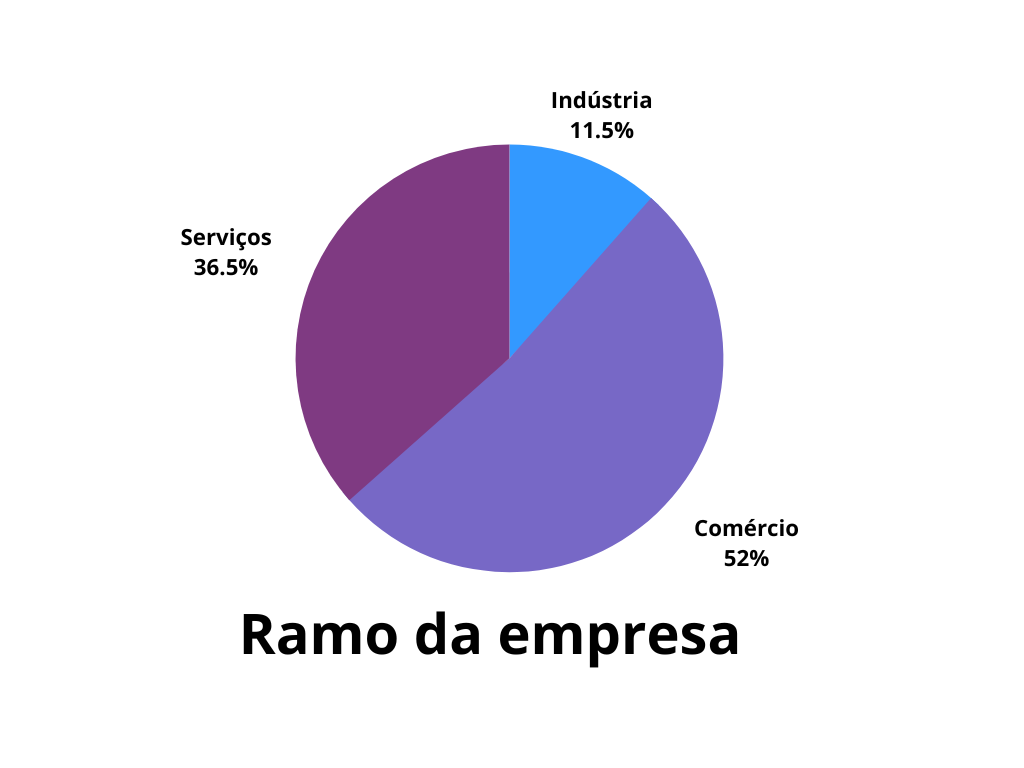 Indústria
11.5%
Serviços
36.5%
Comércio
52%
Ramo da empresa